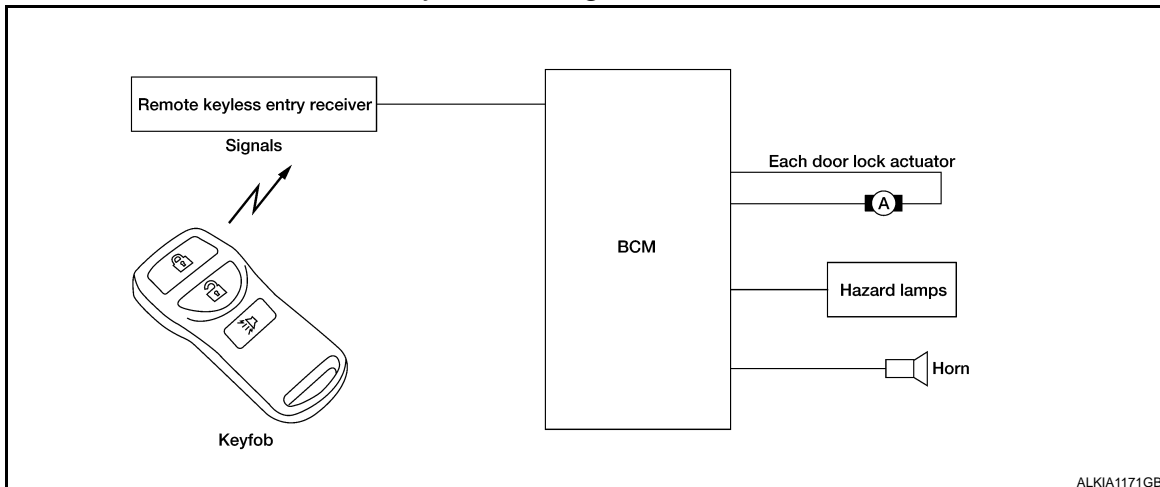 Remote keyless entry receiver
Signals
Keyfob
BCM
Each door lock actuator
A
Hazard lamps
Horn
ALKIA1171GB